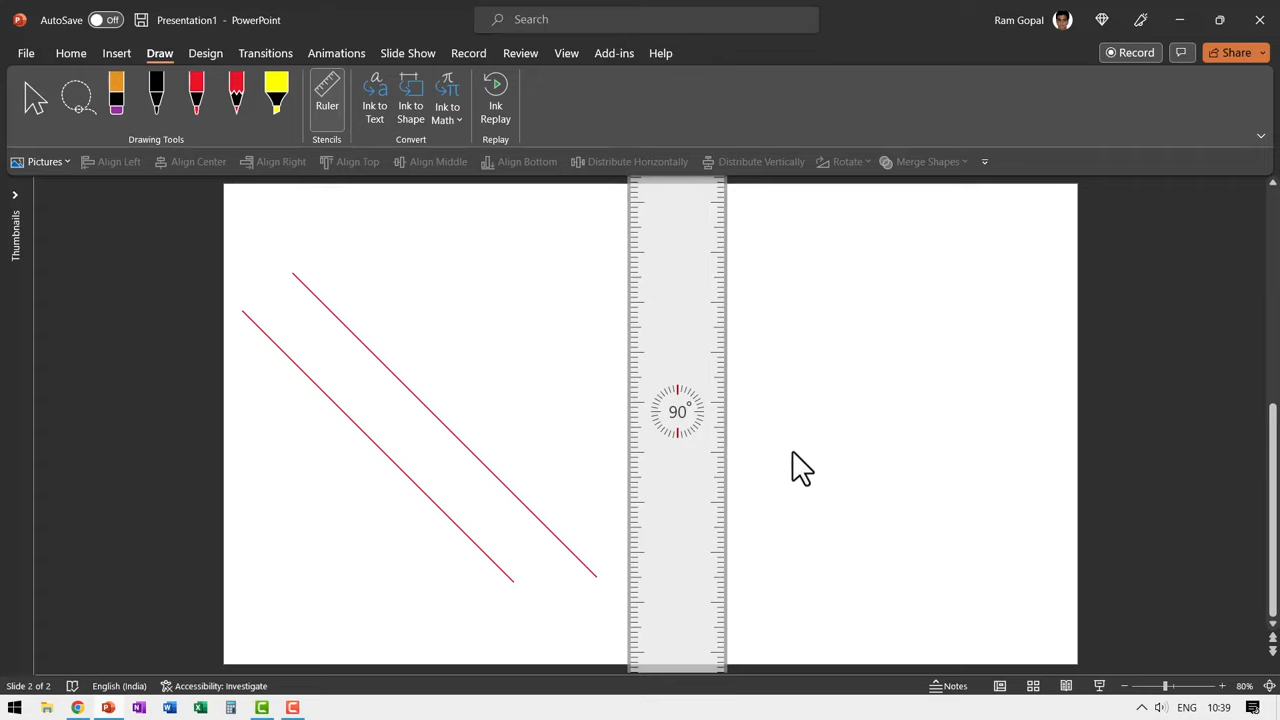 AutoSave Off Presentation1 - PowerPoint Search Ram Gopal
File Home Insert Draw Design Transitions Animations Slide Show Record Review View Add-ins Help Record Share
Ruler Ink to Text Ink to Shape Ink to Math Ink Replay
Drawing Tools Stencils Convert Replay
Pictures Align Left Align Center Align Right Align Top Align Middle Align Bottom Distribute Horizontally Distribute Vertically Rotate Merge Shapes
Thumbnails
90°
Slide 2 of 2 English (India) Accessibility: Investigate Notes 80%
ENG 10:39